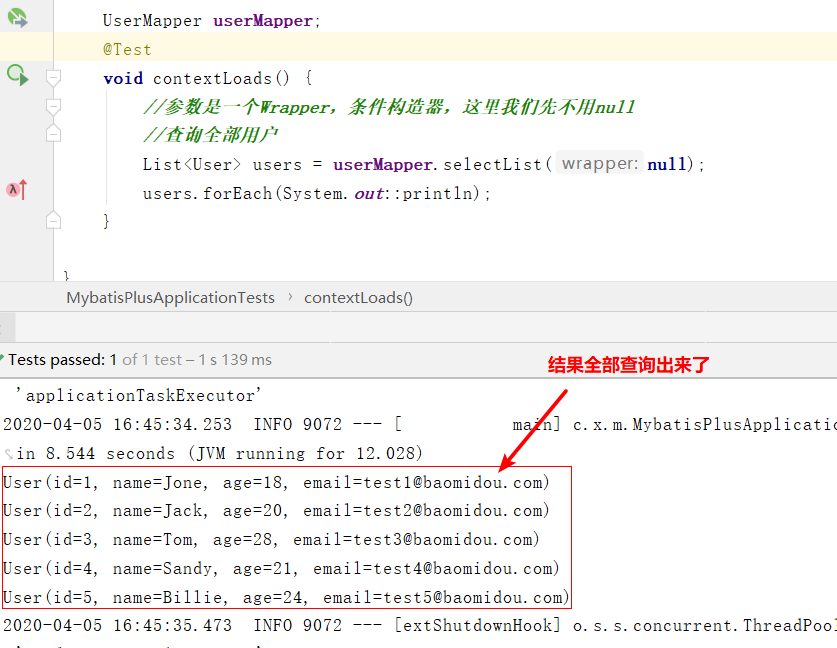 UserMapper userMapper;
@Test
void contextLoads() {
//参数是一个Wrapper，条件构造器，这里我们先不用null
//查询全部用户
List<User> users = userMapper.selectList( wrapper: null);
users.forEach(System.out::println);
}
}
MybatisPlusApplicationTests › contextLoads()
Tests passed: 1 of 1 test – 1 s 139 ms
结果全部查询出来了
'applicationTaskExecutor'
2020-04-05 16:45:34.253  INFO 9072 --- [           main] c.x.m.MybatisPlusApplicatio
in 8.544 seconds (JVM running for 12.028)
User(id=1, name=Jone, age=18, email=test1@baomidou.com)
User(id=2, name=Jack, age=20, email=test2@baomidou.com)
User(id=3, name=Tom, age=28, email=test3@baomidou.com)
User(id=4, name=Sandy, age=21, email=test4@baomidou.com)
User(id=5, name=Billie, age=24, email=test5@baomidou.com)
2020-04-05 16:45:35.473  INFO 9072 --- [extShutdownHook] o.s.s.concurrent.ThreadPool